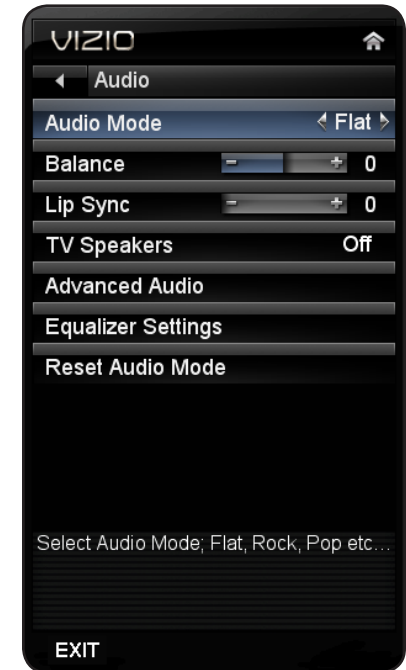 VIZIO
Audio
Audio Mode Flat
Balance - + 0
Lip Sync - + 0
TV Speakers Off
Advanced Audio
Equalizer Settings
Reset Audio Mode
Select Audio Mode; Flat, Rock, Pop etc...
EXIT